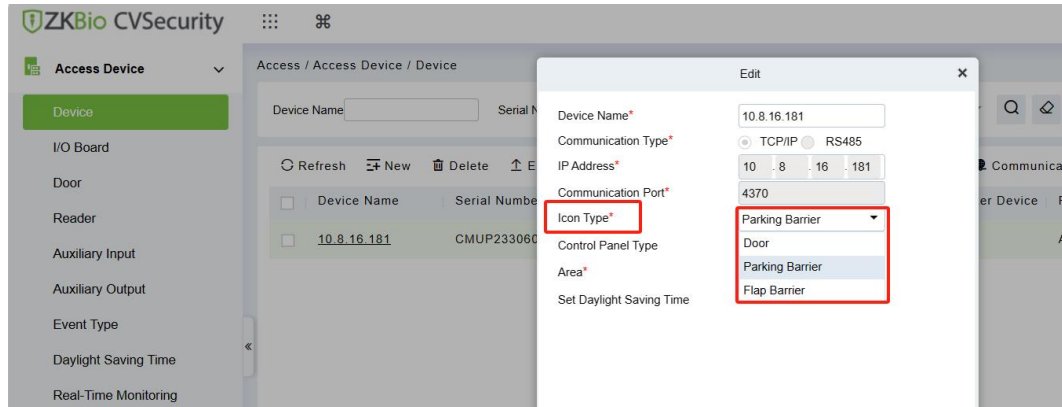 ZKBio CVSecurity
Access Device
Device
I/O Board
Door
Reader
Auxiliary Input
Auxiliary Output
Event Type
Daylight Saving Time
Real-Time Monitoring
Access / Access Device / Device
Device Name
Serial
Refresh New Delete
Communica
Device Name Serial Numbe
er Device
10.8.16.181 CMUP233060
Edit
Device Name* 10.8.16.181
Communication Type* TCP/IP RS485
IP Address* 10 . 8 . 16 . 181
Communication Port* 4370
Icon Type* Parking Barrier
Door
Parking Barrier
Flap Barrier
Control Panel Type
Area*
Set Daylight Saving Time